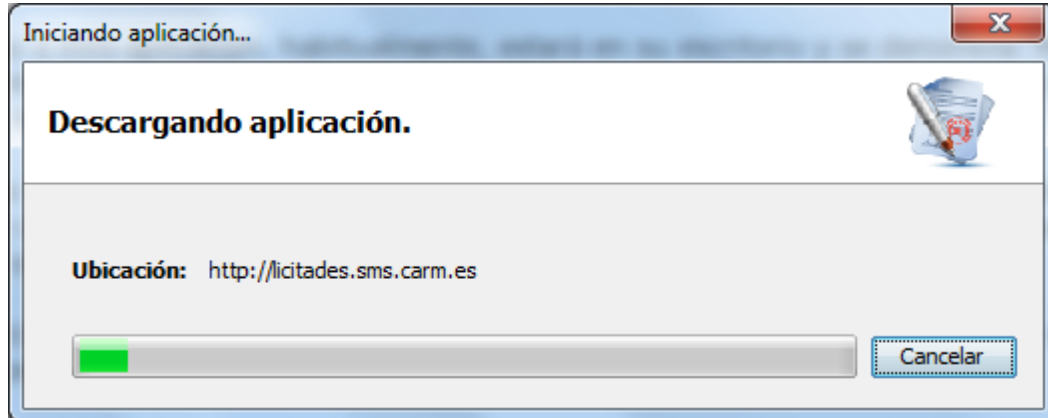 Iniciando aplicación...
Descargando aplicación.
Ubicación: http://licitades.sms.carm.es
Cancelar